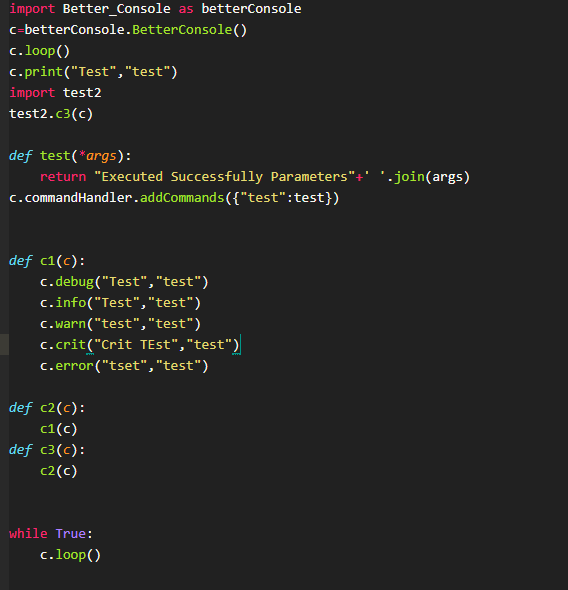 import Better_Console as betterConsole
c=betterConsole.BetterConsole()
c.loop()
c.print("Test","test")
import test2
test2.c3(c)
def test(*args):
    return "Executed Successfully Parameters"+' '.join(args)
c.commandHandler.addCommands({"test":test})
def c1(c):
    c.debug("Test","test")
    c.info("Test","test")
    c.warn("test","test")
    c.crit("Crit TEst","test")
    c.error("tset","test")
def c2(c):
    c1(c)
def c3(c):
    c2(c)
while True:
    c.loop()